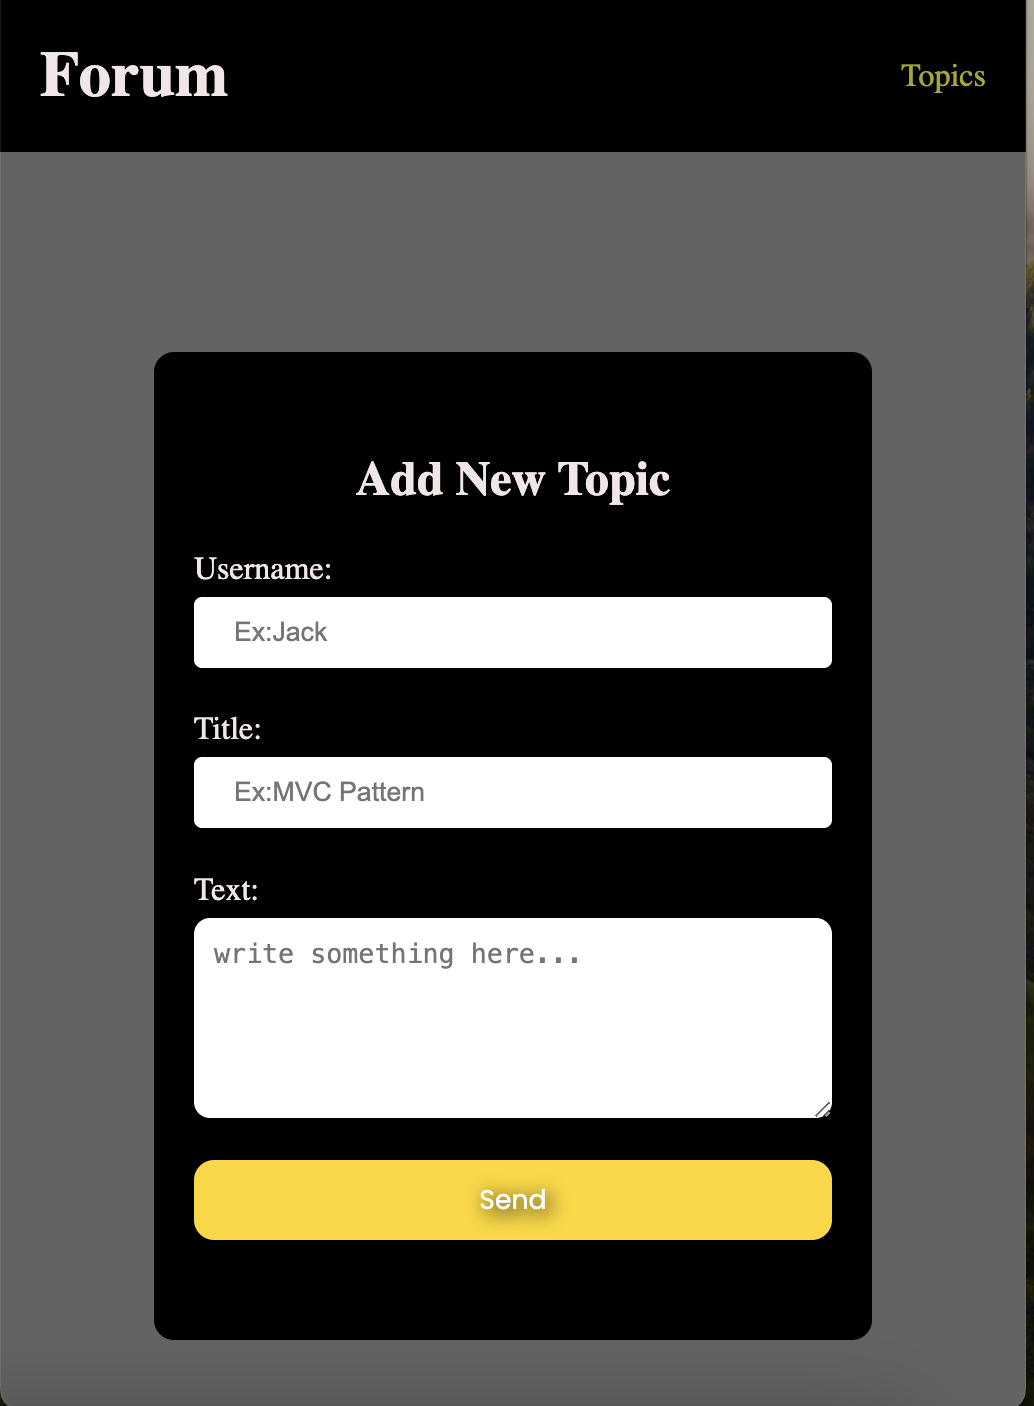 Forum
Topics
Add New Topic
Username:
Ex:Jack
Title:
Ex:MVC Pattern
Text:
write something here...
Send